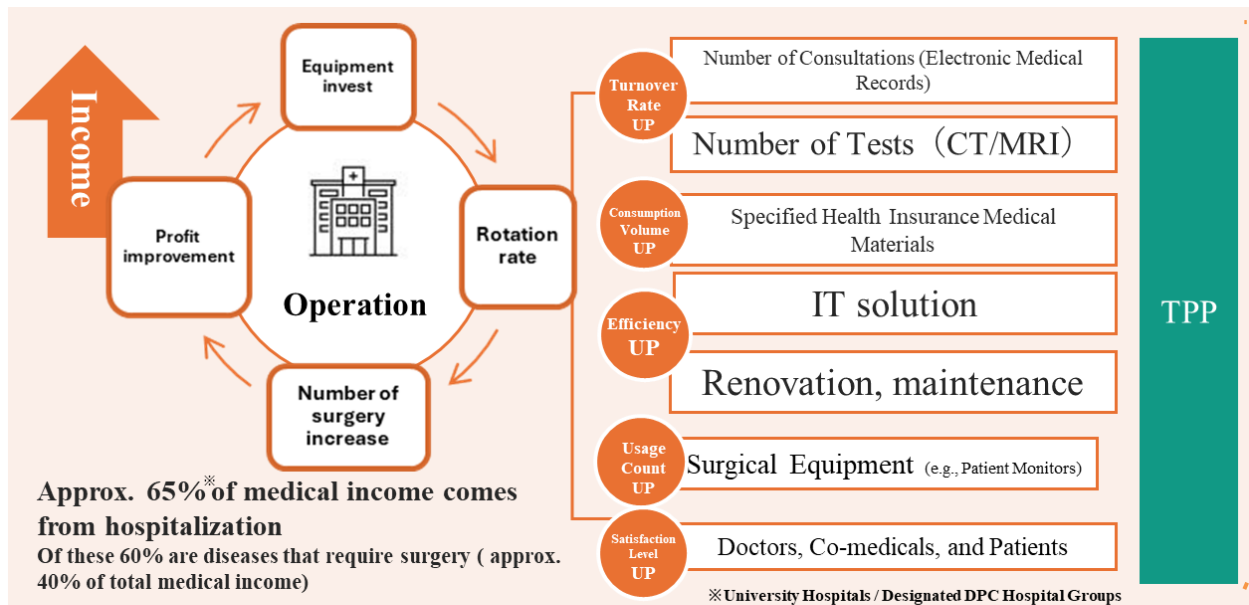 Income
Equipment
invest
Rotation
rate
Number of
surgery
increase
Profit
improvement
Operation
Approx. 65%※of medical income comes
from hospitalization
Of these 60% are diseases that require surgery ( approx.
40% of total medical income)
Turnover
Rate
UP
Number of Consultations (Electronic Medical
Records)
Number of Tests（CT/MRI）
Consumption
Volume
UP
Specified Health Insurance Medical
Materials
Efficiency
UP
IT solution
Renovation, maintenance
Usage
Count
UP
Surgical Equipment (e.g., Patient Monitors)
Satisfaction
Level
UP
Doctors, Co-medicals, and Patients
TPP
※University Hospitals / Designated DPC Hospital Groups